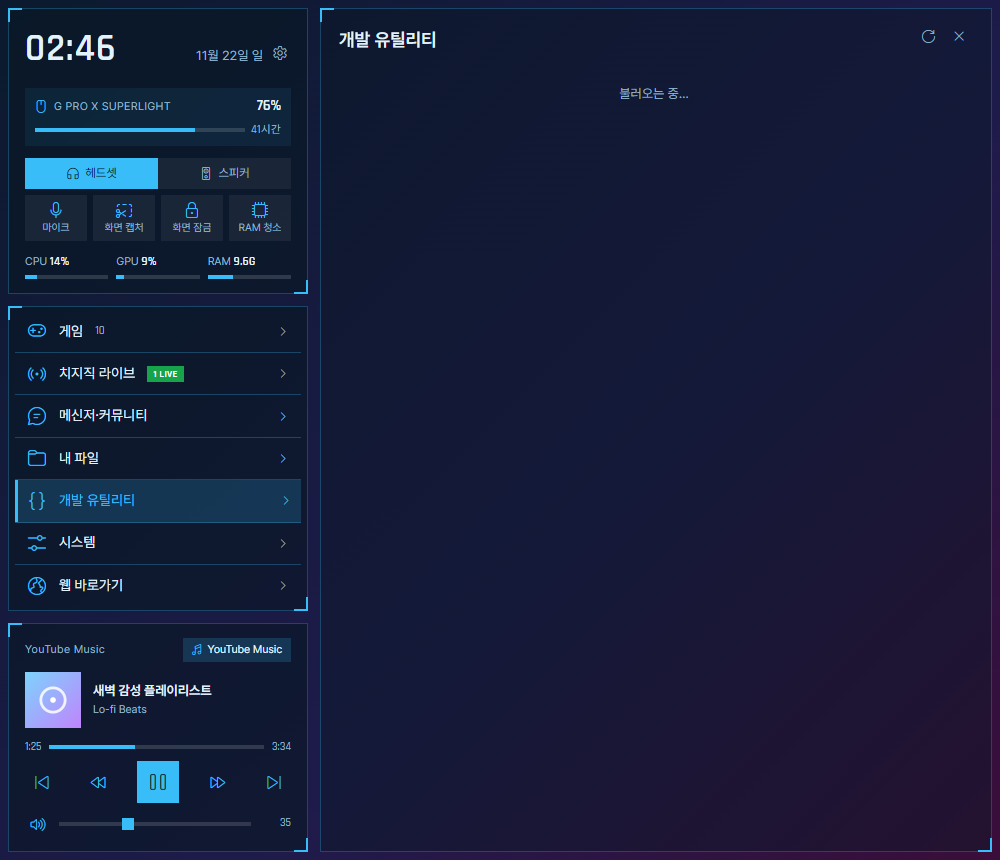 02:46
11월 22일 일
G PRO X SUPERLIGHT 76%
41시간
헤드셋 스피커
마이크 화면 캡처 화면 잠금 RAM 청소
CPU 14% GPU 9% RAM 9.6G
게임 10
치지직 라이브 1 LIVE
메신저·커뮤니티
내 파일
{ } 개발 유틸리티
시스템
웹 바로가기
YouTube Music YouTube Music
새벽 감성 플레이리스트
Lo-fi Beats
1:25 3:34
35
개발 유틸리티
불러오는 중...